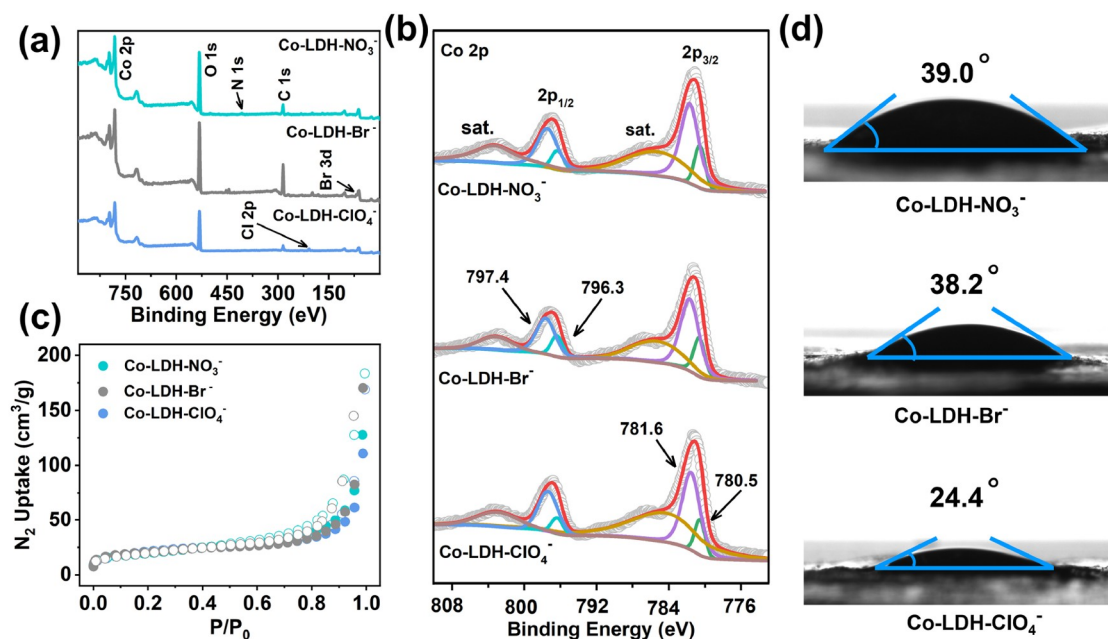 (a)
Co-LDH-NO₃⁻
Co 2p
O 1s
N 1s
C 1s
Co-LDH-Br⁻
Br 3d
Co-LDH-ClO₄⁻
Cl 2p
750 600 450 300 150
Binding Energy (eV)
(b)
Co 2p
2p₃/₂
2p₁/₂
sat.
sat.
Co-LDH-NO₃⁻
797.4
796.3
Co-LDH-Br⁻
781.6
780.5
Co-LDH-ClO₄⁻
808 800 792 784 776
Binding Energy (eV)
(c)
200
150
100
50
0
N₂ Uptake (cm³/g)
Co-LDH-NO₃⁻
Co-LDH-Br⁻
Co-LDH-ClO₄⁻
0.0 0.2 0.4 0.6 0.8 1.0
P/P₀
(d)
39.0°
Co-LDH-NO₃⁻
38.2°
Co-LDH-Br⁻
24.4°
Co-LDH-ClO₄⁻